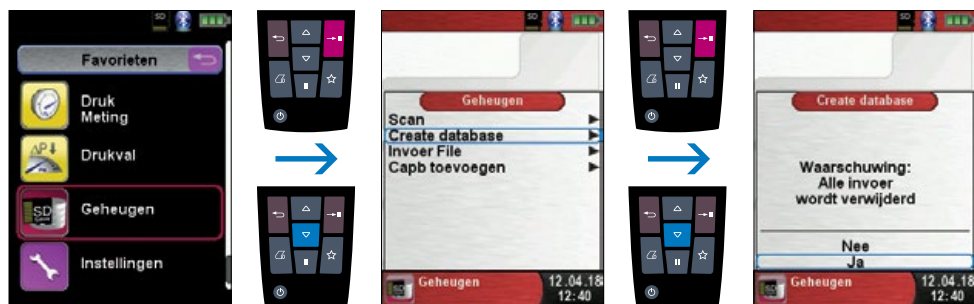 SD
Favorieten
Druk
Meting
ΔP↓
Drukval
SD
Geheugen
Instellingen
SD
Geheugen
Scan
Create database
Invoer File
Capb toevoegen
Geheugen
12.04.18
12:40
SD
Create database
Waarschuwing:
Alle invoer
wordt verwijderd
Nee
Ja
Geheugen
12.04.18
12:40